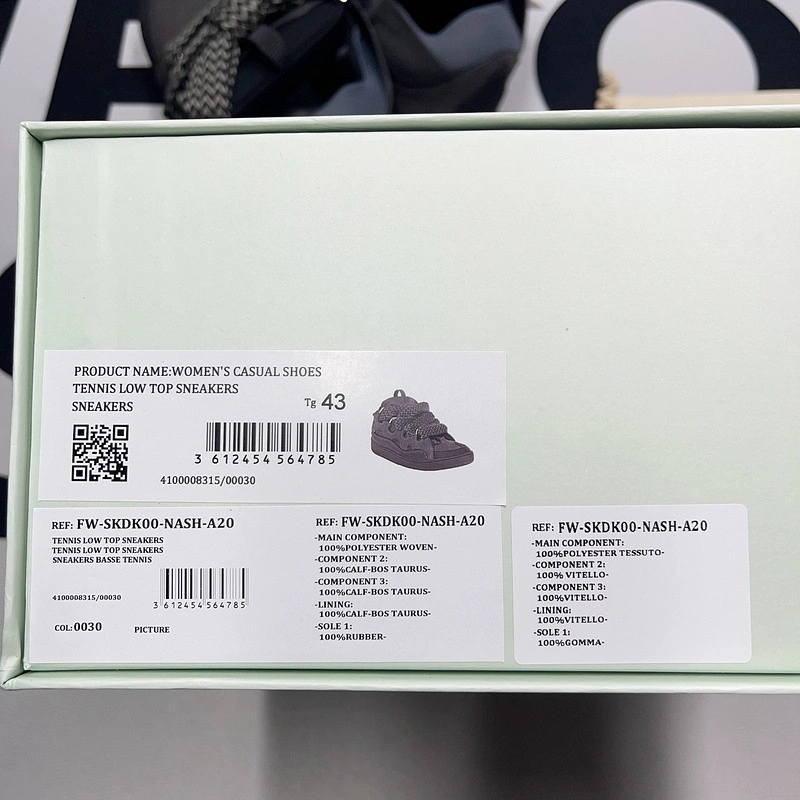 PRODUCT NAME:WOMEN'S CASUAL SHOES
TENNIS LOW TOP SNEAKERS
SNEAKERS
Tg 43
3 612454 564785
4100008315/00030
REF: FW-SKDK00-NASH-A20
TENNIS LOW TOP SNEAKERS
TENNIS LOW TOP SNEAKERS
SNEAKERS BASSE TENNIS
4100008315/00030
3 612454 564785
COL:0030
PICTURE
REF: FW-SKDK00-NASH-A20
-MAIN COMPONENT:
100%POLYESTER WOVEN-
-COMPONENT 2:
100%CALF-BOS TAURUS-
-COMPONENT 3:
100%CALF-BOS TAURUS-
-LINING:
100%CALF-BOS TAURUS-
-SOLE 1:
100%RUBBER-
REF: FW-SKDK00-NASH-A20
-MAIN COMPONENT:
100%POLYESTER TESSUTO-
-COMPONENT 2:
100% VITELLO-
-COMPONENT 3:
100%VITELLO-
-LINING:
100%VITELLO-
-SOLE 1:
100%GOMMA-